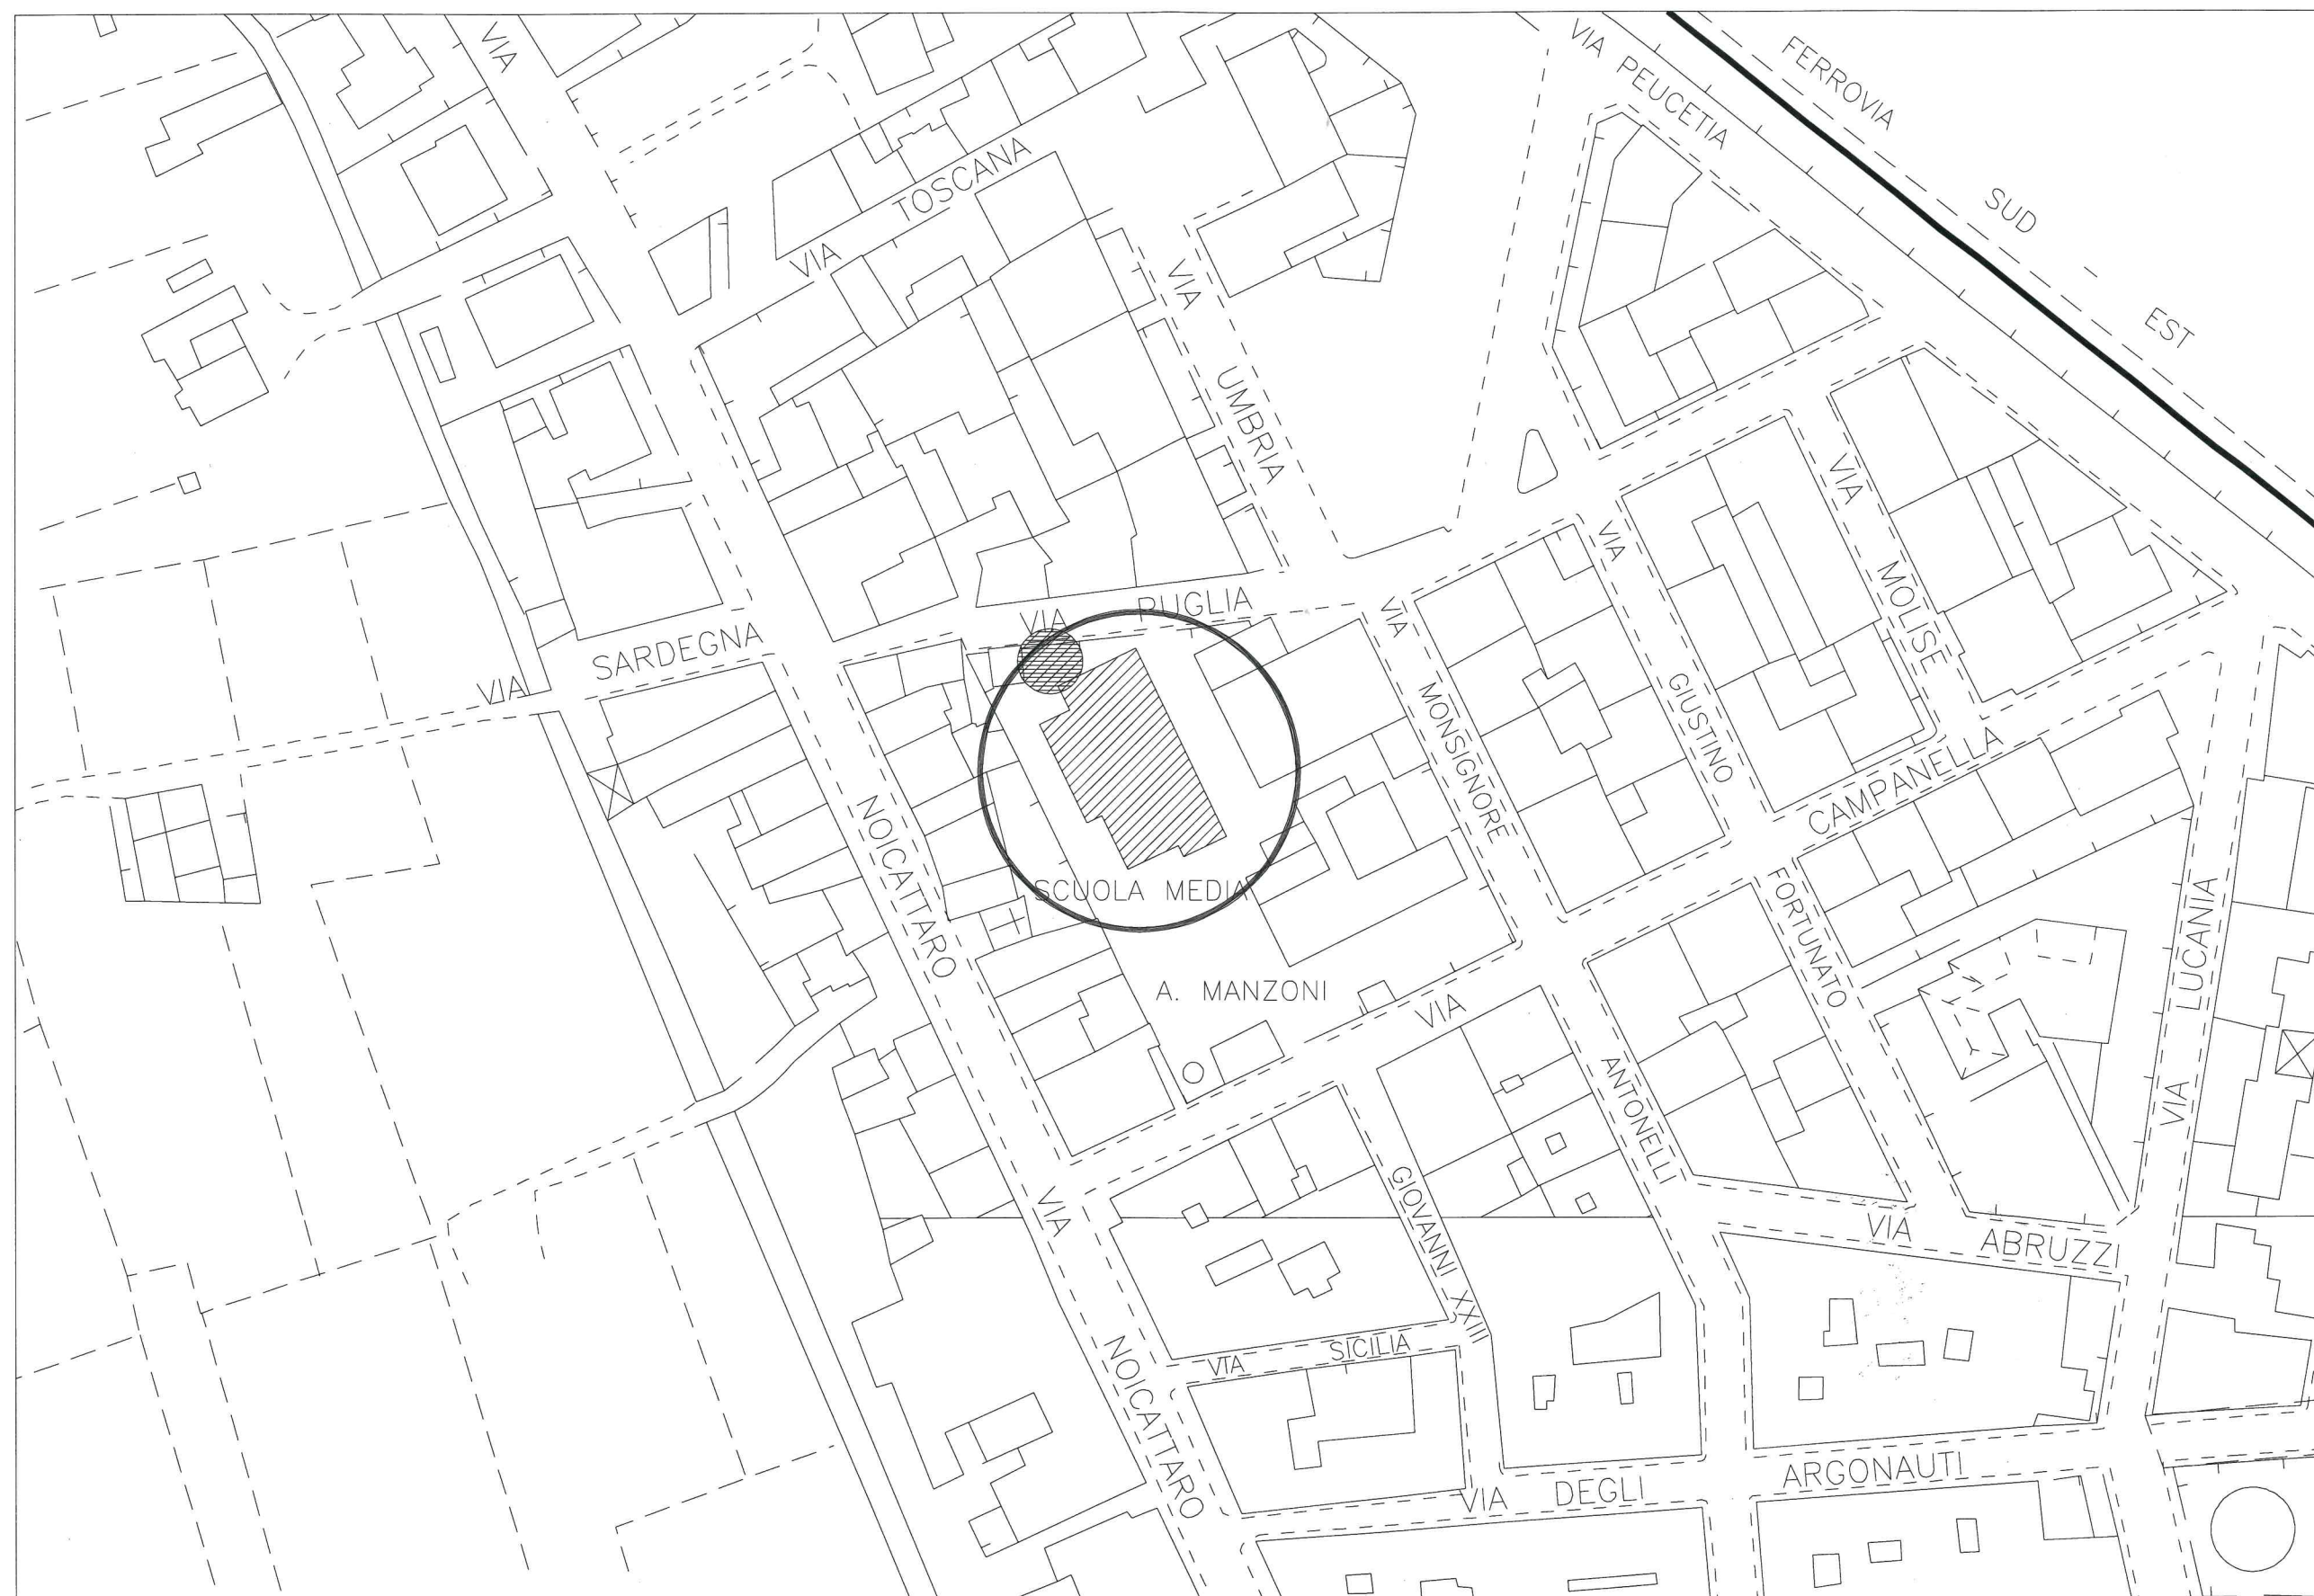 VIA
VIA PEUCETIA
FERROVIA
SUD
EST
VIA
TOSCANA
VIA
UMBRIA
VIA
SARDEGNA
VIA
PUGLIA
VIA
MONSIGNORE
VIA
GIUSTINO
VIA
MOLISE
CAMPANELLA
NOICATTARO
SCUOLA MEDIA
A. MANZONI
VIA
FORTUNATO
VIA LUCANIA
ANTONELLI
VIA
GIOVANNI XXIII
VIA
ABRUZZI
NOICATTARO
VIA
SICILIA
VIA
DEGLI
ARGONAUTI